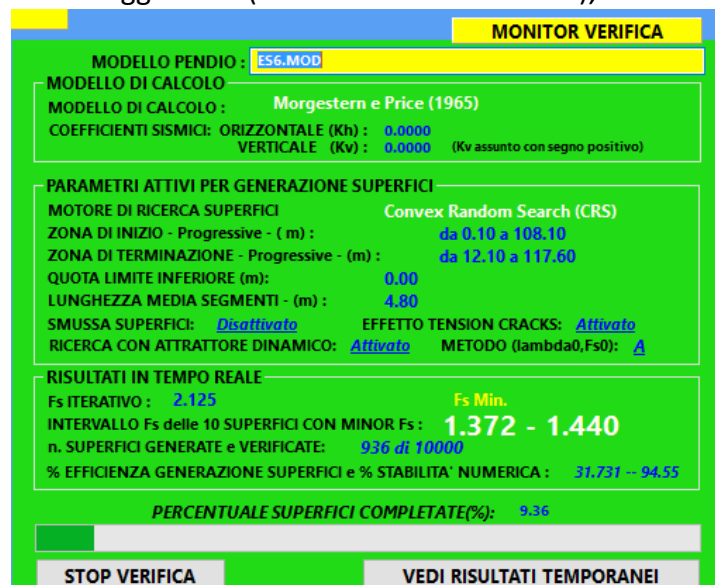 MONITOR VERIFICA
MODELLO PENDIO : ES6.MOD
MODELLO DI CALCOLO
MODELLO DI CALCOLO : Morgestern e Price (1965)
COEFFICIENTI SISMICI: ORIZZONTALE (Kh) : 0.0000
VERTICALE (Kv) : 0.0000 (Kv assunto con segno positivo)
PARAMETRI ATTIVI PER GENERAZIONE SUPERFICI
MOTORE DI RICERCA SUPERFICI Convex Random Search (CRS)
ZONA DI INIZIO - Progressive - ( m) : da 0.10 a 108.10
ZONA DI TERMINAZIONE - Progressive - (m) : da 12.10 a 117.60
QUOTA LIMITE INFERIORE (m): 0.00
LUNGHEZZA MEDIA SEGMENTI - (m) : 4.80
SMUSSA SUPERFICI: Disattivato EFFETTO TENSION CRACKS: Attivato
RICERCA CON ATTRATTORE DINAMICO: Attivato METODO (lambda0,Fs0): A
RISULTATI IN TEMPO REALE
Fs ITERATIVO : 2.125 Fs Min.
INTERVALLO Fs delle 10 SUPERFICI CON MINOR Fs : 1.372 - 1.440
n. SUPERFICI GENERATE e VERIFICATE: 936 di 10000
% EFFICIENZA GENERAZIONE SUPERFICI e % STABILITA' NUMERICA : 31.731 -- 94.55
PERCENTUALE SUPERFICI COMPLETATE(%): 9.36
STOP VERIFICA VEDI RISULTATI TEMPORANEI